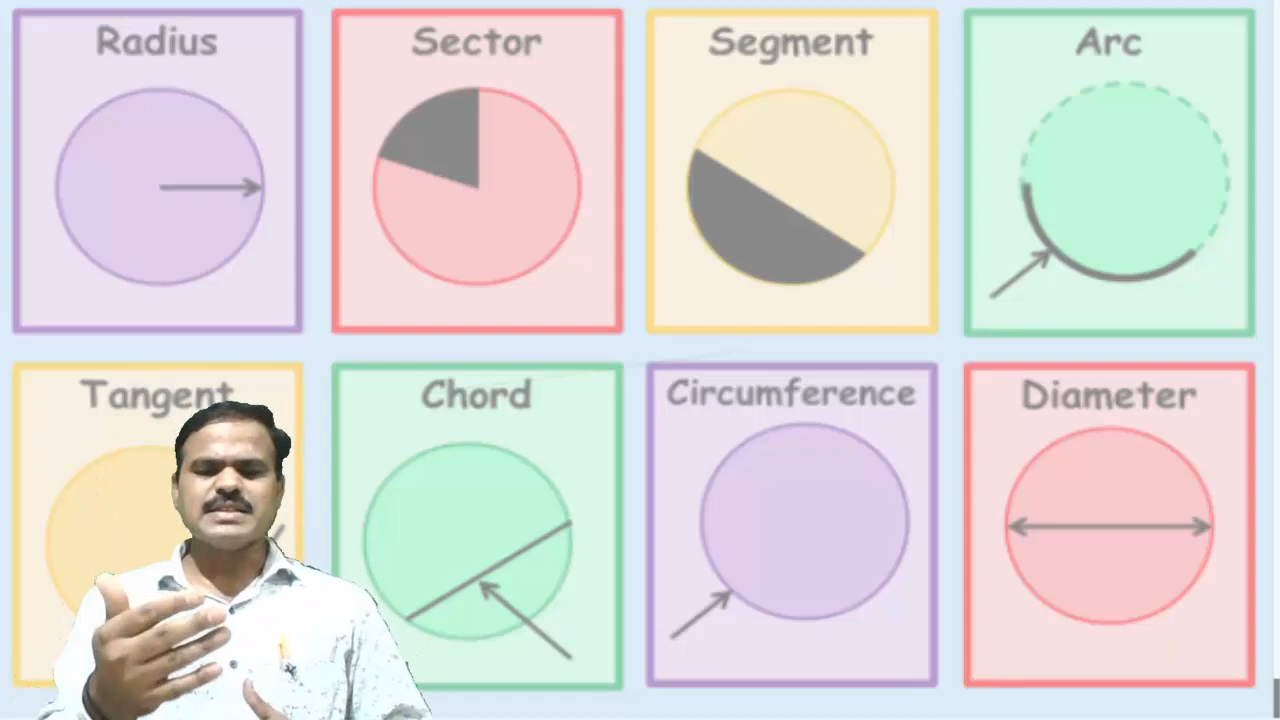 Radius
Sector
Segment
Arc
Tangent
Chord
Circumference
Diameter